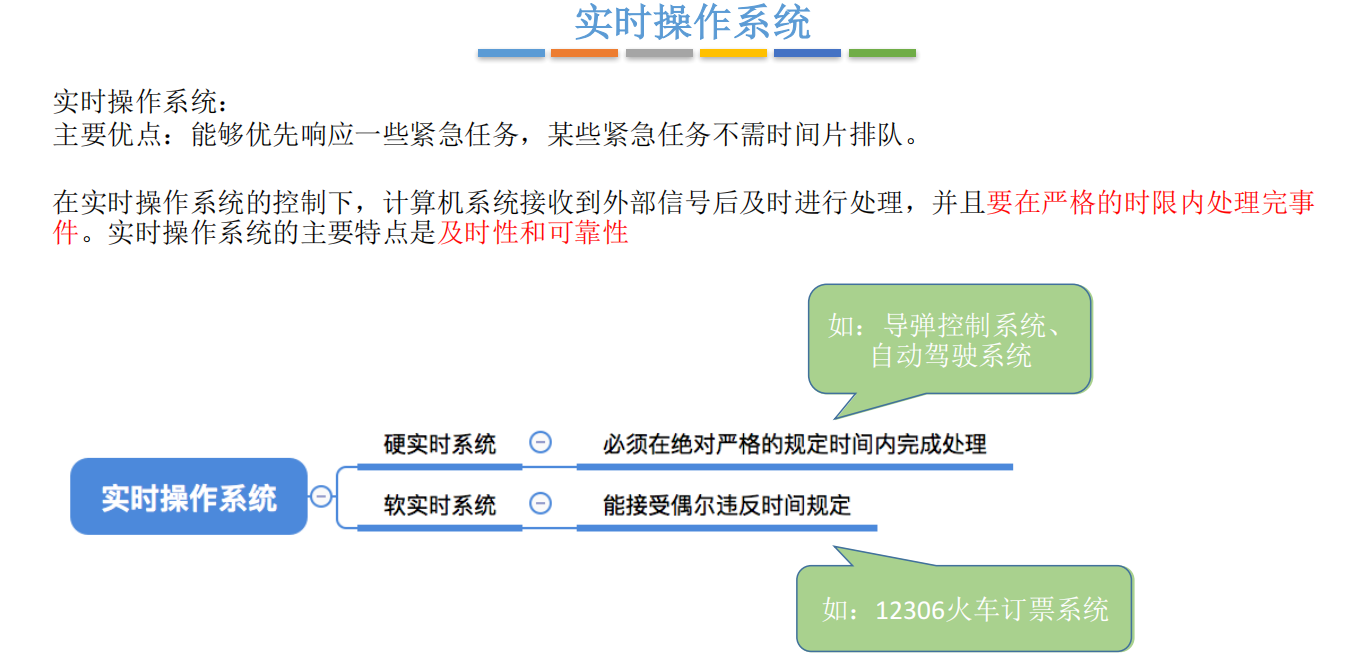 实时操作系统
实时操作系统：
主要优点：能够优先响应一些紧急任务，某些紧急任务不需时间片排队。
在实时操作系统的控制下，计算机系统接收到外部信号后及时进行处理，并且要在严格的时限内处理完事
件。实时操作系统的主要特点是及时性和可靠性
如：导弹控制系统、
自动驾驶系统
硬实时系统
必须在绝对严格的规定时间内完成处理
实时操作系统
软实时系统
能接受偶尔违反时间规定
如：12306火车订票系统